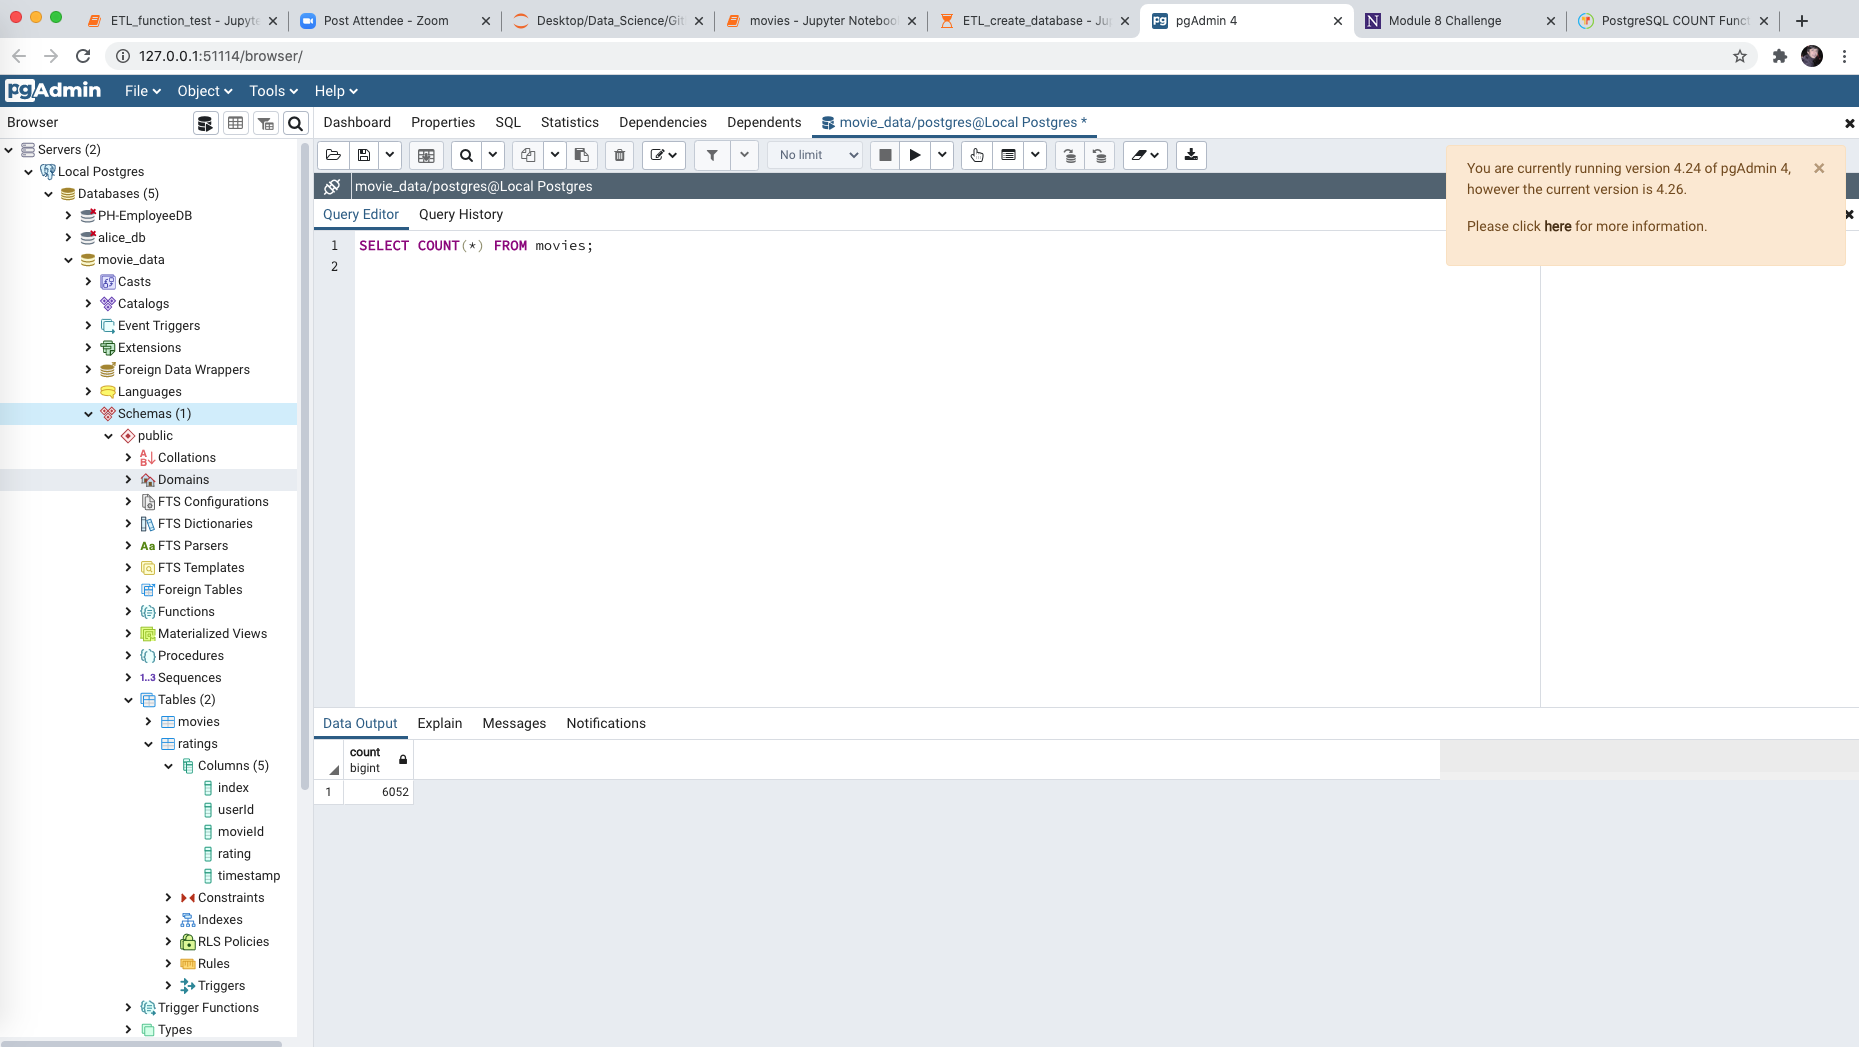 ETL_function_test - Jupyte
Post Attendee - Zoom
Desktop/Data_Science/Git
movies - Jupyter Notebook
ETL_create_database - Ju
pgAdmin 4
Module 8 Challenge
PostgreSQL COUNT Funct
127.0.0.1:51114/browser/
pgAdmin File Object Tools Help
Browser
Dashboard Properties SQL Statistics Dependencies Dependents movie_data/postgres@Local Postgres *
No limit
movie_data/postgres@Local Postgres
Query Editor Query History
1 SELECT COUNT(*) FROM movies;
2
You are currently running version 4.24 of pgAdmin 4,
however the current version is 4.26.
Please click here for more information.
Servers (2)
Local Postgres
Databases (5)
PH-EmployeeDB
alice_db
movie_data
Casts
Catalogs
Event Triggers
Extensions
Foreign Data Wrappers
Languages
Schemas (1)
public
Collations
Domains
FTS Configurations
FTS Dictionaries
Aa FTS Parsers
FTS Templates
Foreign Tables
Functions
Materialized Views
Procedures
1..3 Sequences
Tables (2)
movies
ratings
Columns (5)
index
userId
movieId
rating
timestamp
Constraints
Indexes
RLS Policies
Rules
Triggers
Trigger Functions
Types
Data Output Explain Messages Notifications
count
bigint
1 6052